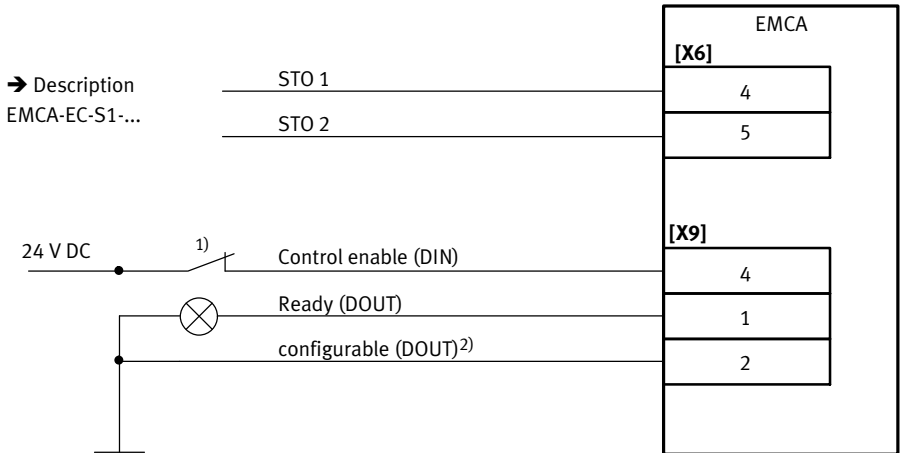 EMCA
[X6]
➔ Description
EMCA-EC-S1-...
STO 1
4
STO 2
5
[X9]
24 V DC
1)
Control enable (DIN)
4
Ready (DOUT)
1
configurable (DOUT)2)
2